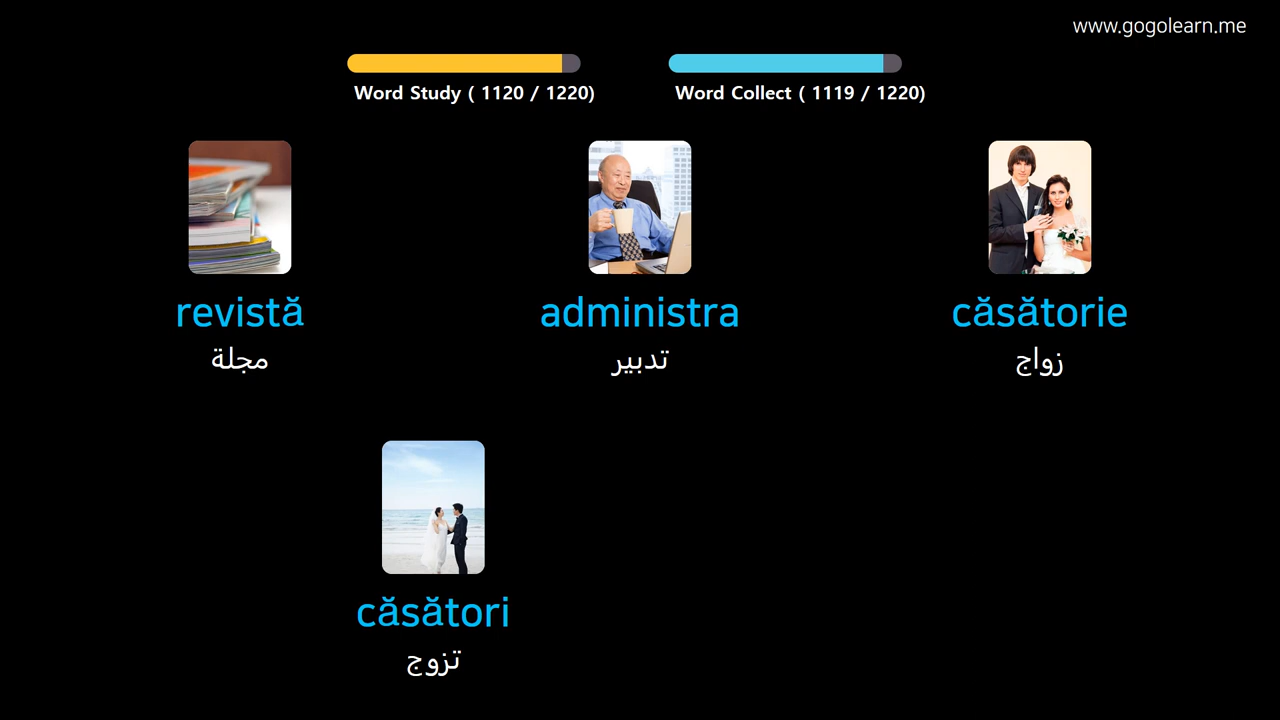 www.gogolearn.me
Word Study ( 1120 / 1220)
Word Collect ( 1119 / 1220)
revistă
مجلة
administra
تدبير
căsătorie
زواج
căsători
تزوج